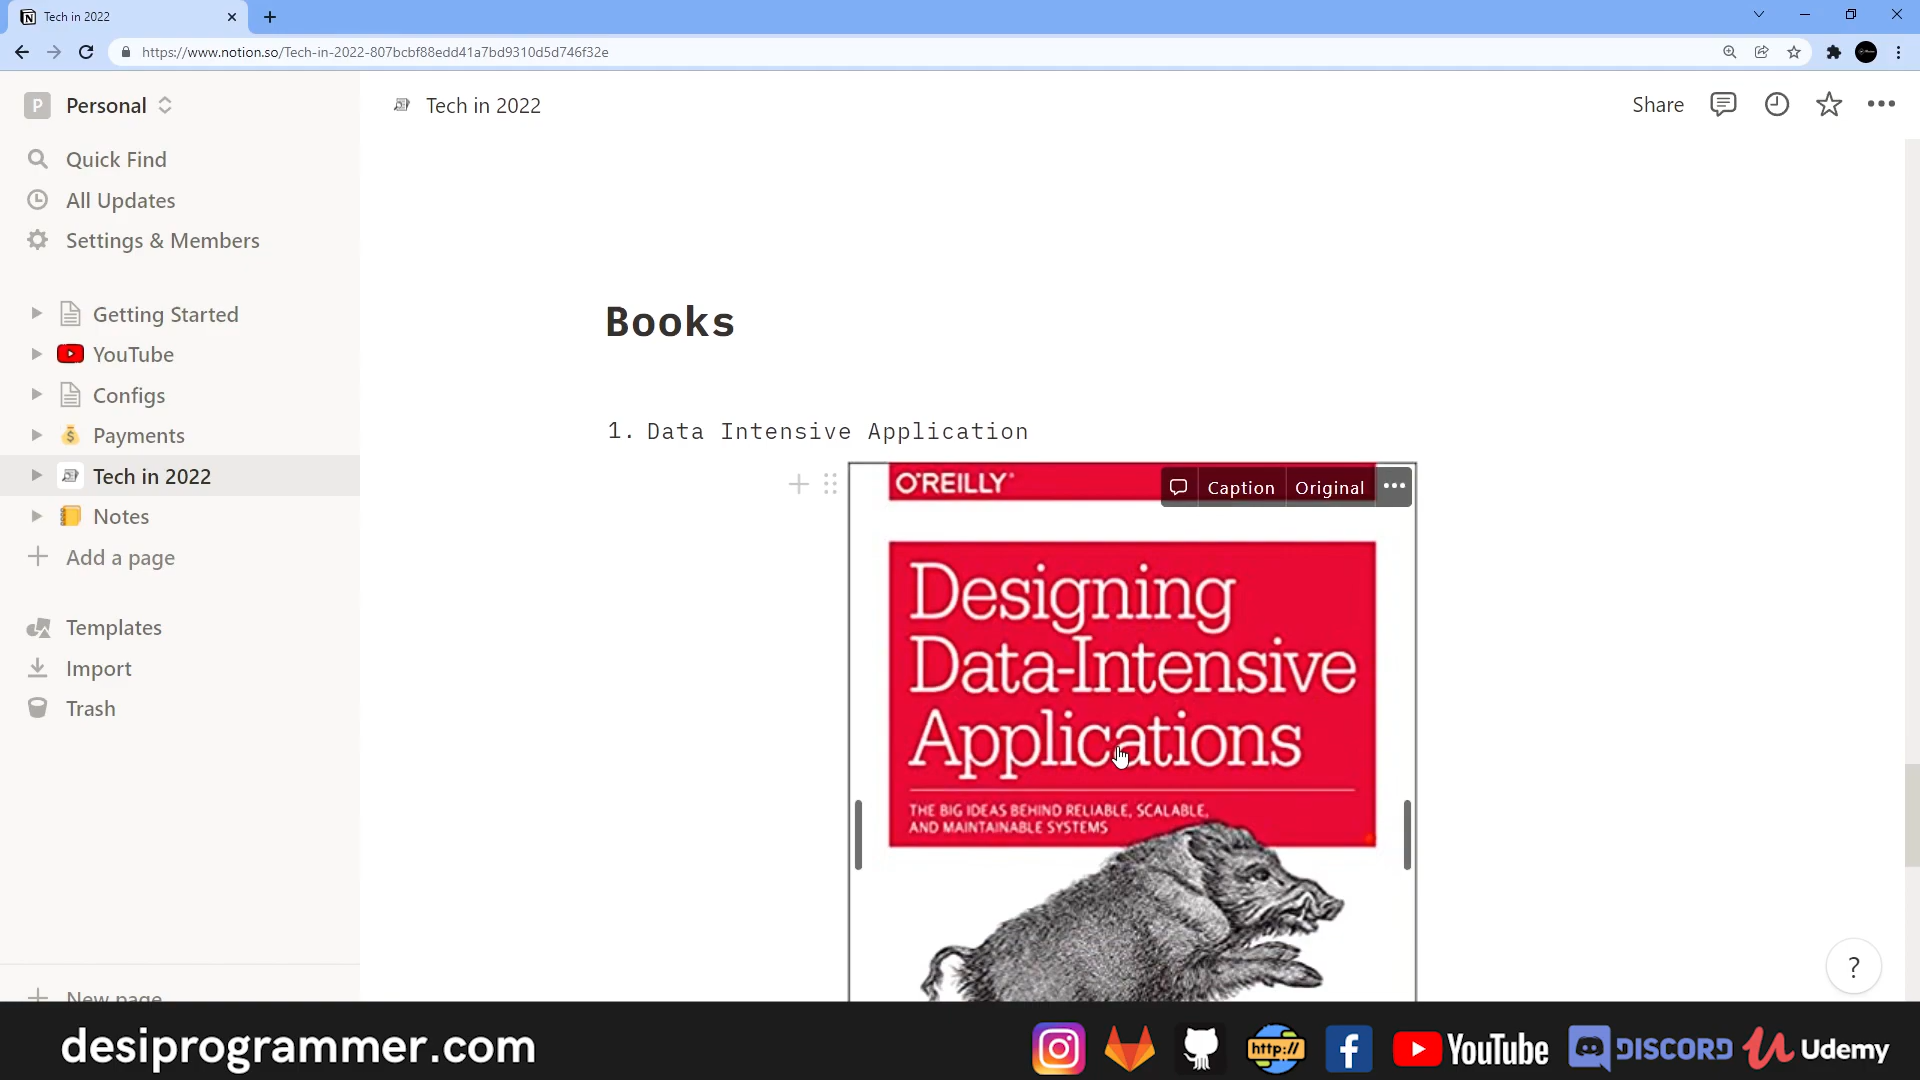 Tech in 2022
https://www.notion.so/Tech-in-2022-807bcbf88edd41a7bd9310d5d746f32e
P Personal
Tech in 2022
Share
Quick Find
All Updates
Settings & Members
Getting Started
YouTube
Configs
Payments
Tech in 2022
Notes
Add a page
Templates
Import
Trash
New page
Books
1. Data Intensive Application
O'REILLY®
Caption
Original
Designing
Data-Intensive
Applications
THE BIG IDEAS BEHIND RELIABLE, SCALABLE,
AND MAINTAINABLE SYSTEMS
?
desiprogrammer.com
http://
YouTube
DISCORD
Udemy